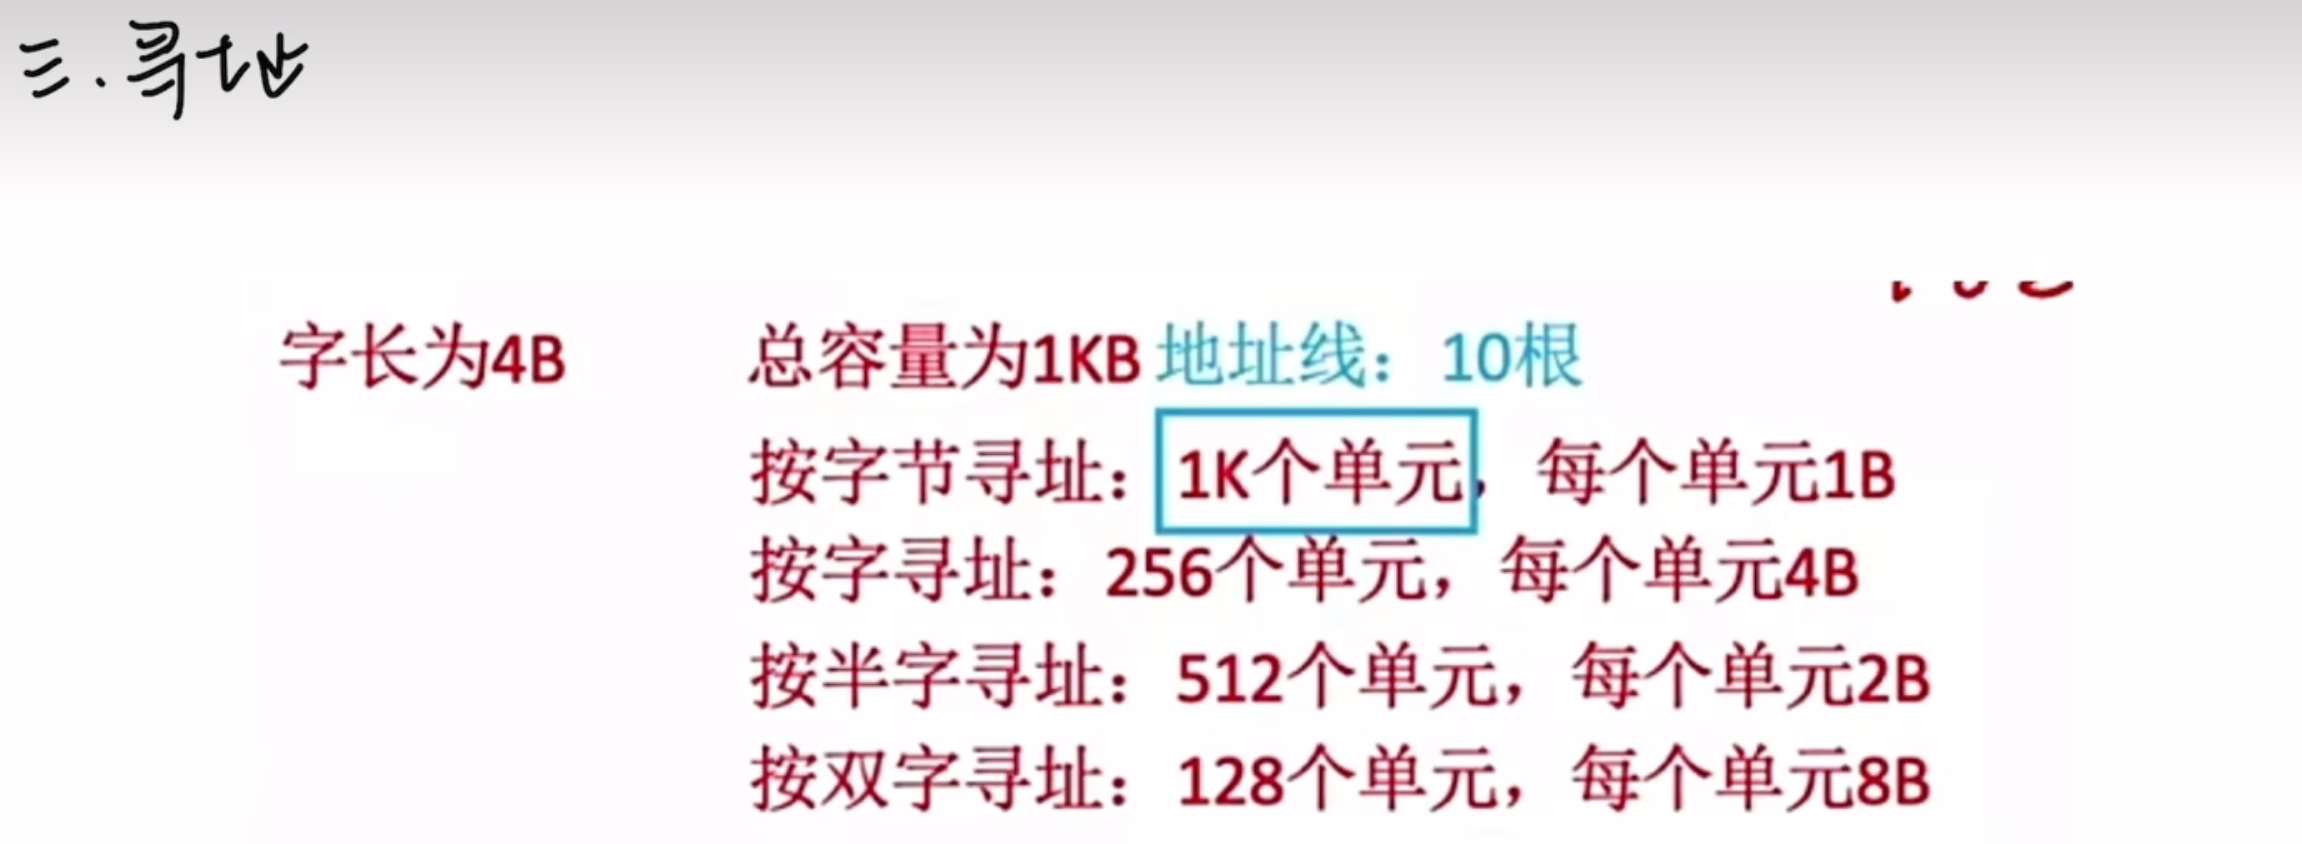 三.寻址
字长为4B 总容量为1KB 地址线：10根
按字节寻址：1K个单元，每个单元1B
按字寻址：256个单元，每个单元4B
按半字寻址：512个单元，每个单元2B
按双字寻址：128个单元，每个单元8B